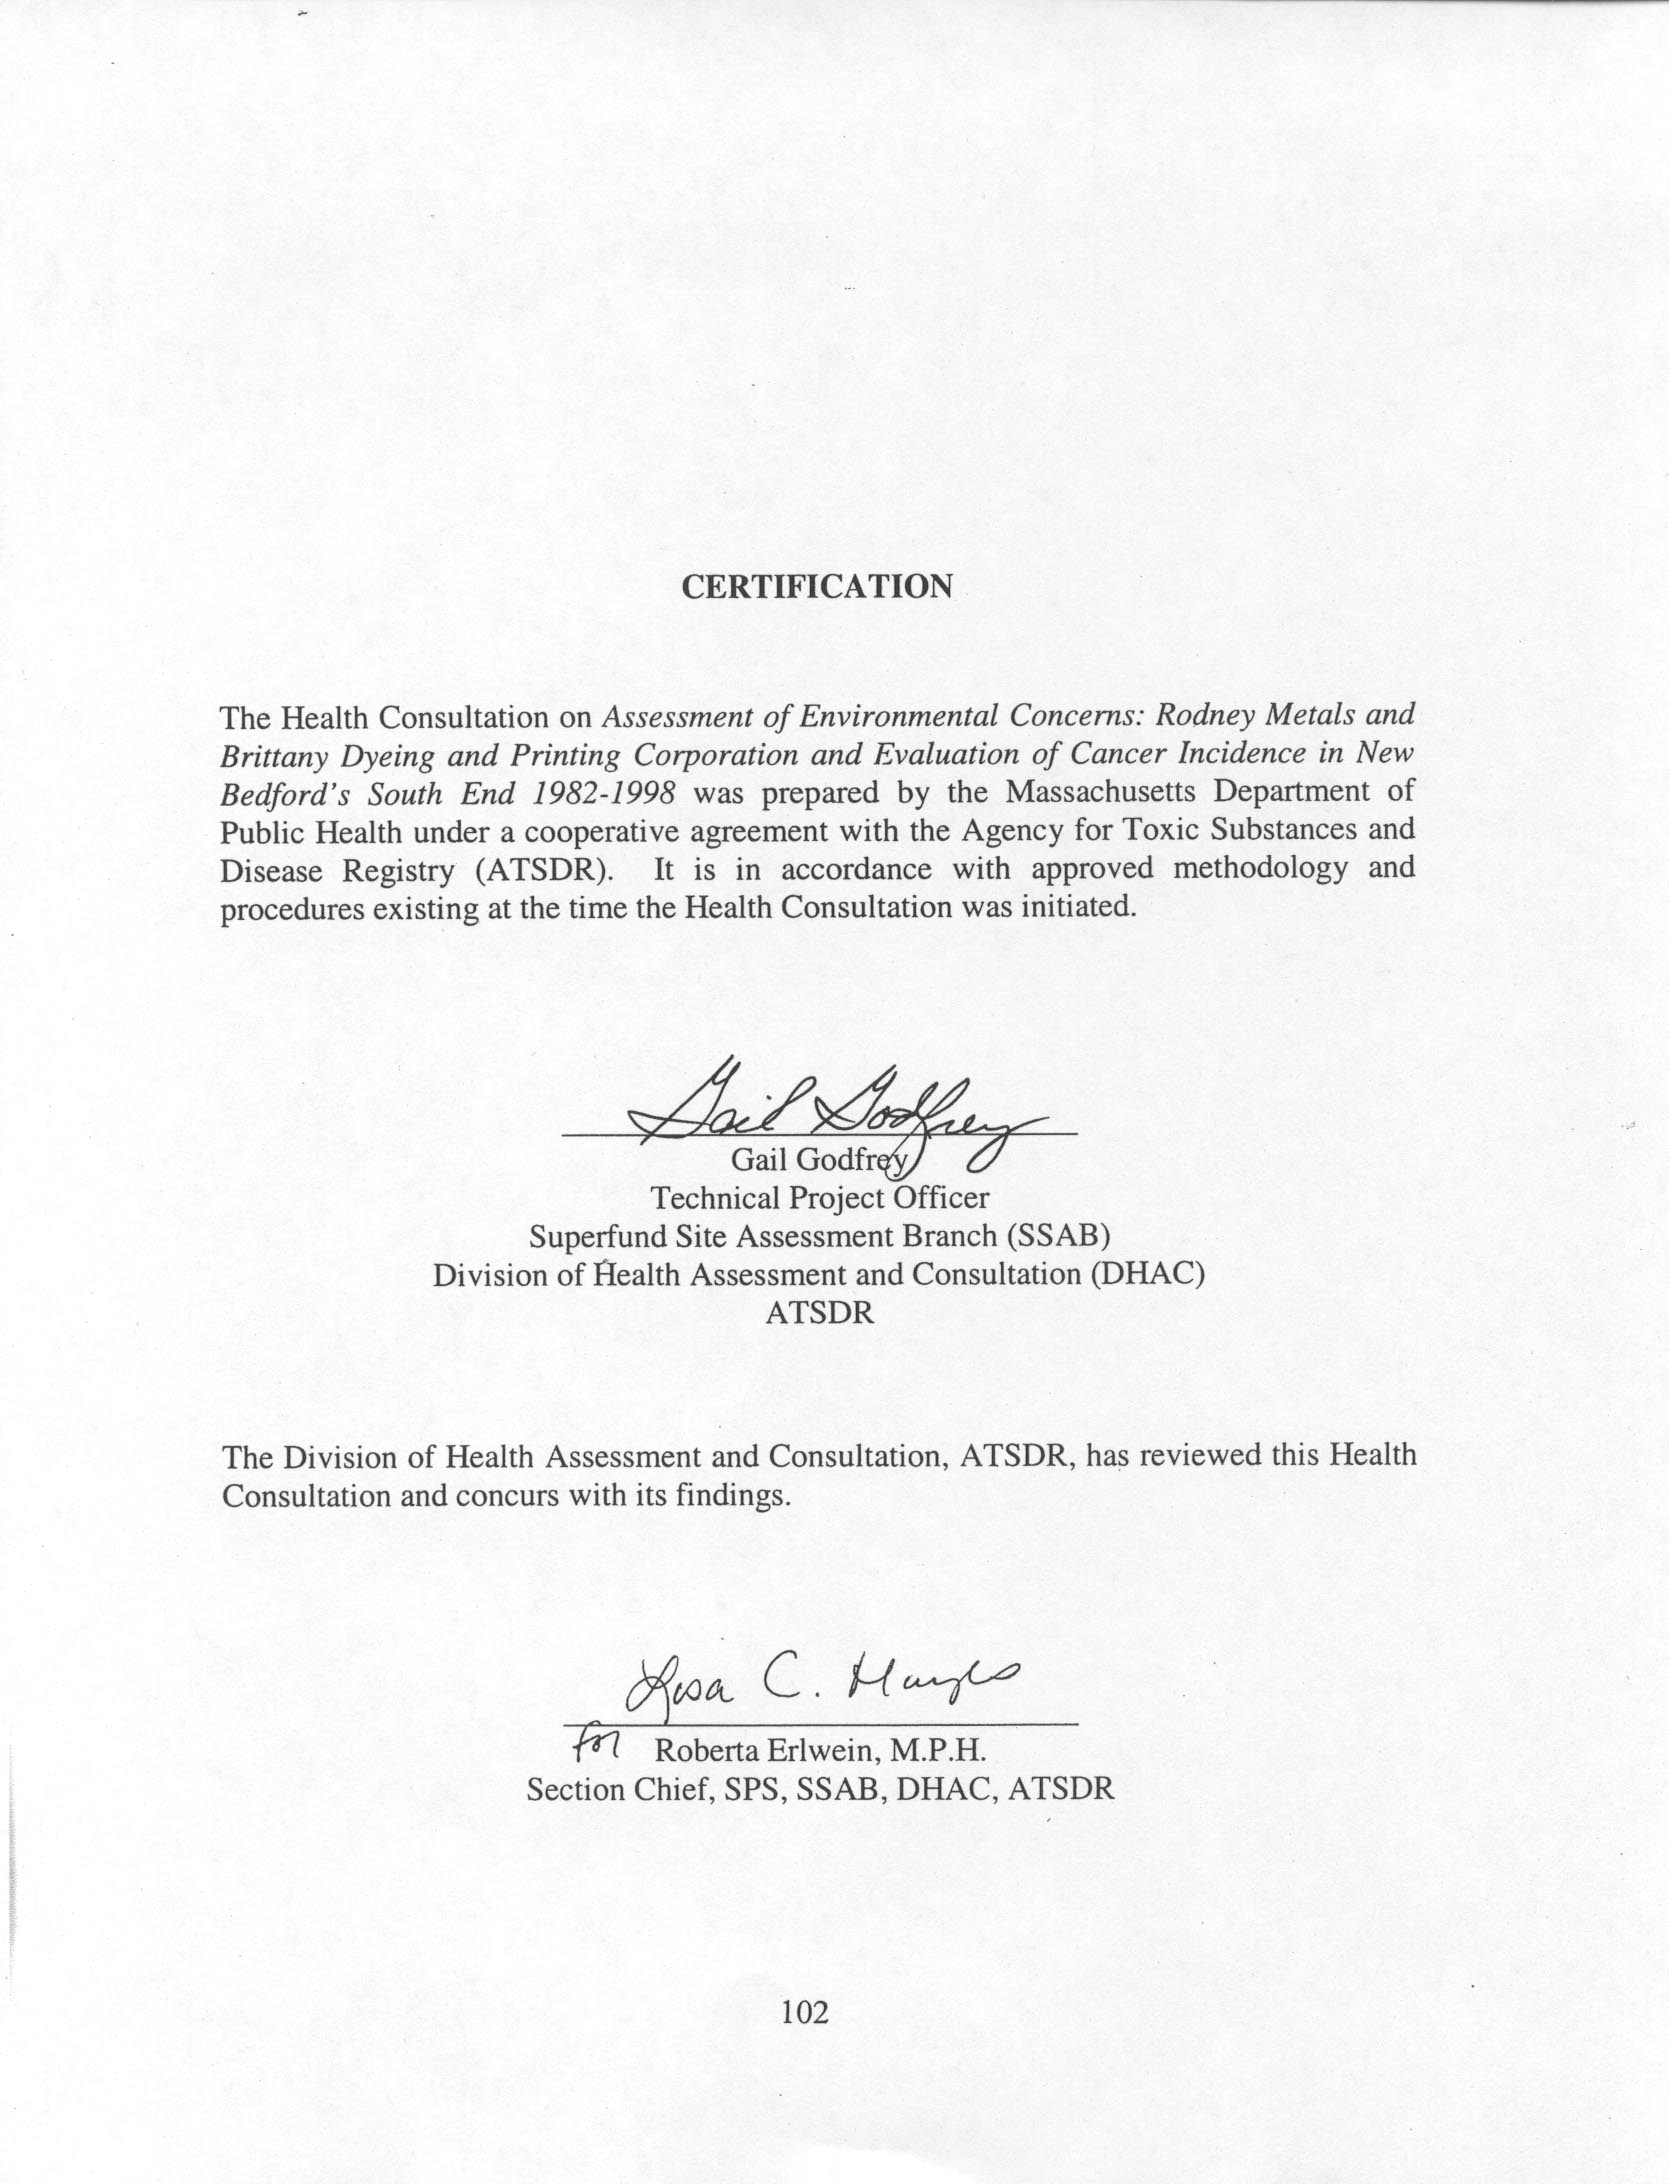 CERTIFICATION
The Health Consultation on Assessment of Environmental Concerns: Rodney Metals and
Brittany Dyeing and Printing Corporation and Evaluation of Cancer Incidence in New
Bedford's South End 1982-1998 was prepared by the Massachusetts Department of
Public Health under a cooperative agreement with the Agency for Toxic Substances and
Disease Registry (ATSDR). It is in accordance with approved methodology and
procedures existing at the time the Health Consultation was initiated.
Gail Godfrey
Gail Godfrey
Technical Project Officer
Superfund Site Assessment Branch (SSAB)
Division of Health Assessment and Consultation (DHAC)
ATSDR
The Division of Health Assessment and Consultation, ATSDR, has reviewed this Health
Consultation and concurs with its findings.
Lisa C. Hayes
for Roberta Erlwein, M.P.H.
Section Chief, SPS, SSAB, DHAC, ATSDR
102